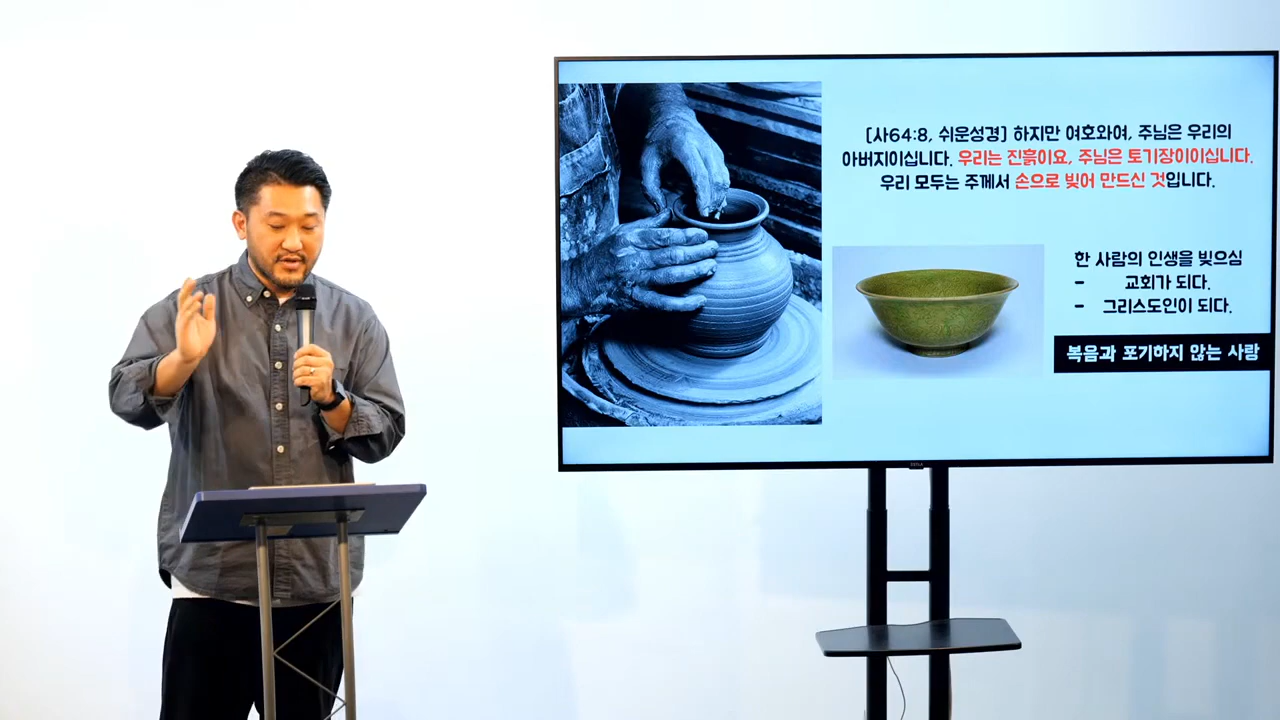 [사64:8, 쉬운성경] 하지만 여호와여, 주님은 우리의
아버지이십니다. 우리는 진흙이요, 주님은 토기장이이십니다.
우리 모두는 주께서 손으로 빚어 만드신 것입니다.
한 사람의 인생을 빚으심
- 교회가 되다.
- 그리스도인이 되다.
복음과 포기하지 않는 사람